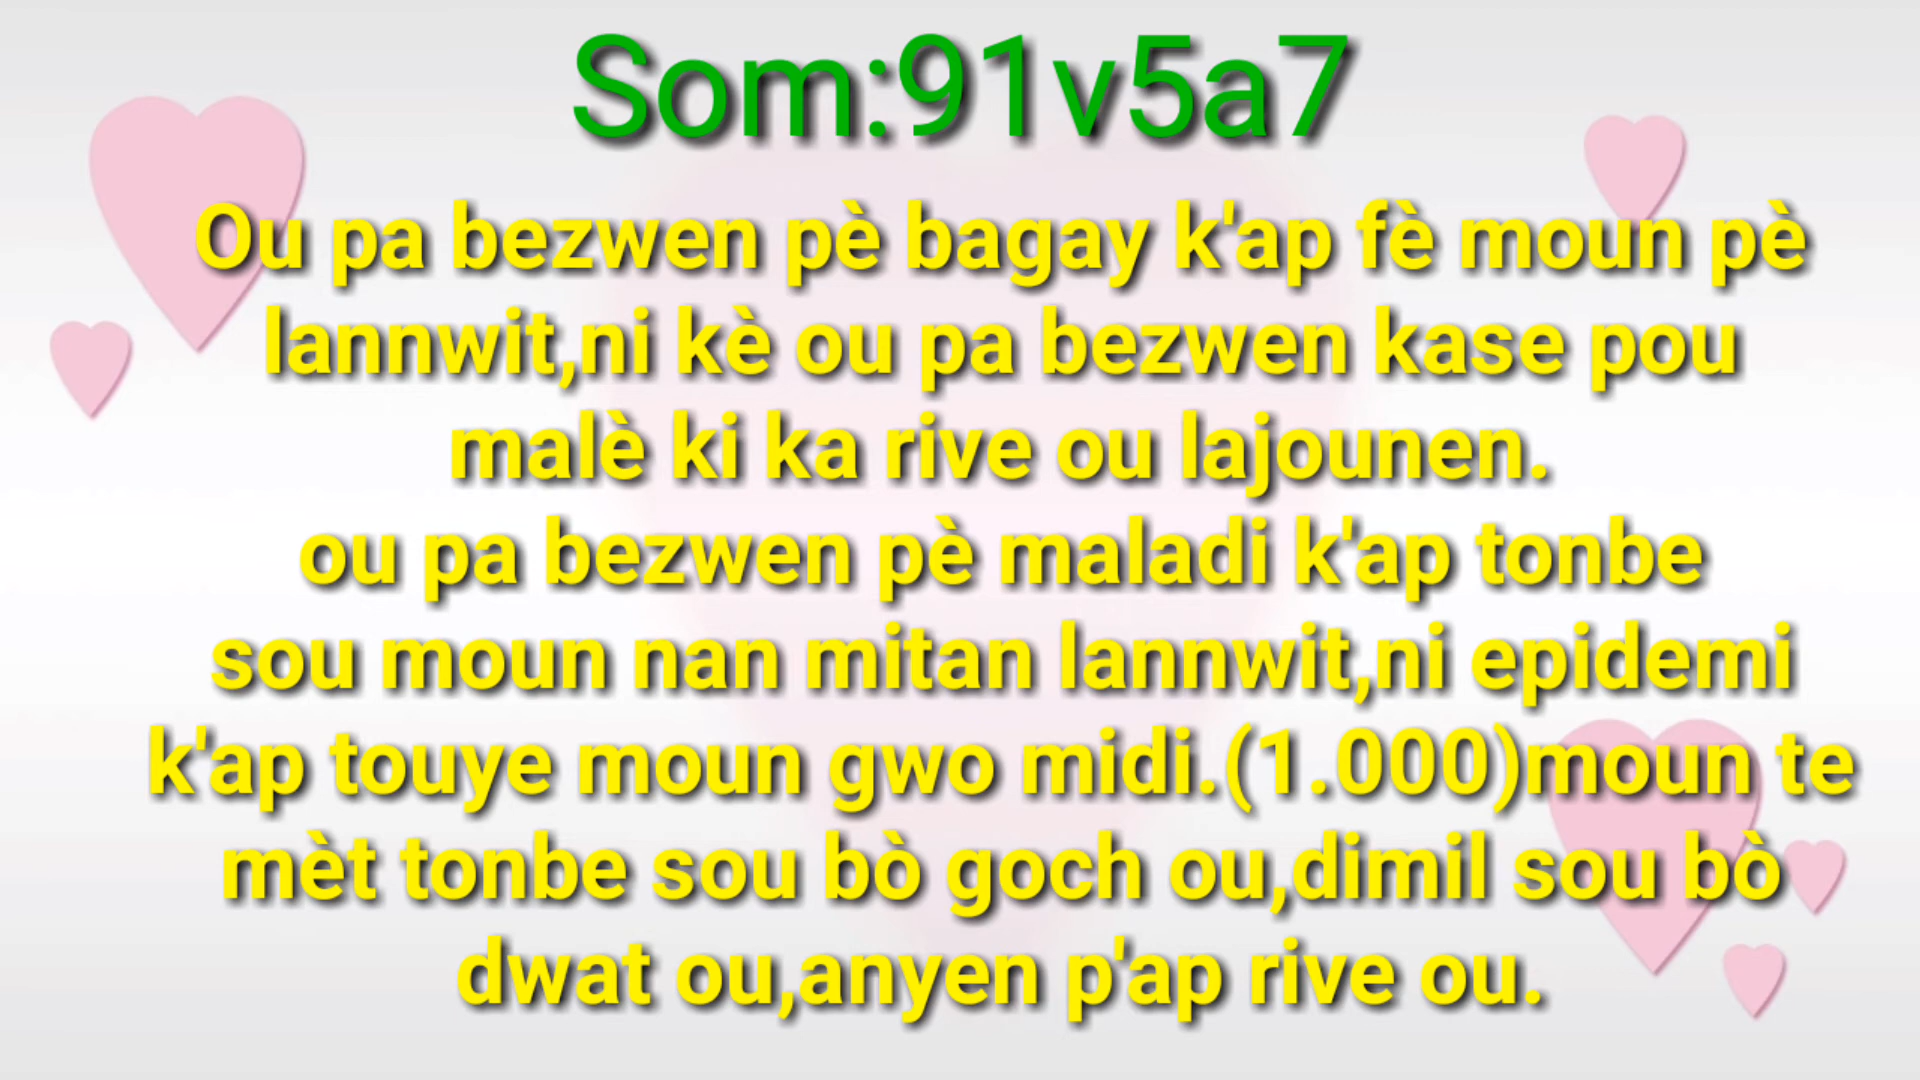 Som:91v5a7
Ou pa bezwen pè bagay k'ap fè moun pè
lannwit,ni kè ou pa bezwen kase pou
malè ki ka rive ou lajounen.
ou pa bezwen pè maladi k'ap tonbe
sou moun nan mitan lannwit,ni epidemi
k'ap touye moun gwo midi.(1.000)moun te
mèt tonbe sou bò goch ou,dimil sou bò
dwat ou,anyen p'ap rive ou.